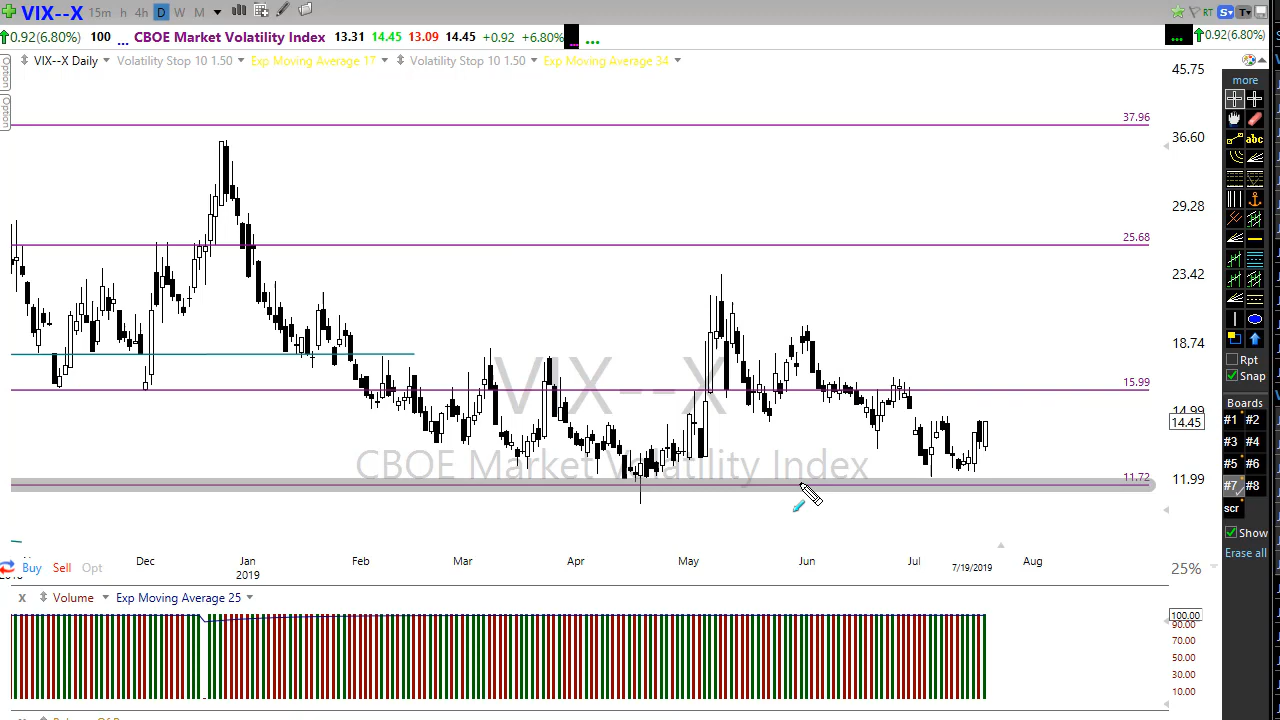 VIX--X 15m h 4h D W M RT S T
0.92(6.80%) 100 ... CBOE Market Volatility Index 13.31 14.45 13.09 14.45 +0.92 +6.80% ... ... ... 0.92(6.80%)
VIX--X Daily Volatility Stop 10 1.50 Exp Moving Average 17 Volatility Stop 10 1.50 Exp Moving Average 34
Option
Option
45.75
37.96
36.60
29.28
25.68
23.42
18.74
15.99
14.99
14.45
11.99
11.72
VIX--X
CBOE Market Volatility Index
Dec Jan Feb Mar Apr May Jun Jul Aug
2019 7/19/2019
Buy Sell Opt 25%
X Volume Exp Moving Average 25
100.00
90.00
70.00
50.00
30.00
10.00
more
abc
Rpt
Snap
Boards
#1 #2
#3 #4
#5 #6
#7 #8
scr
Show
Erase all